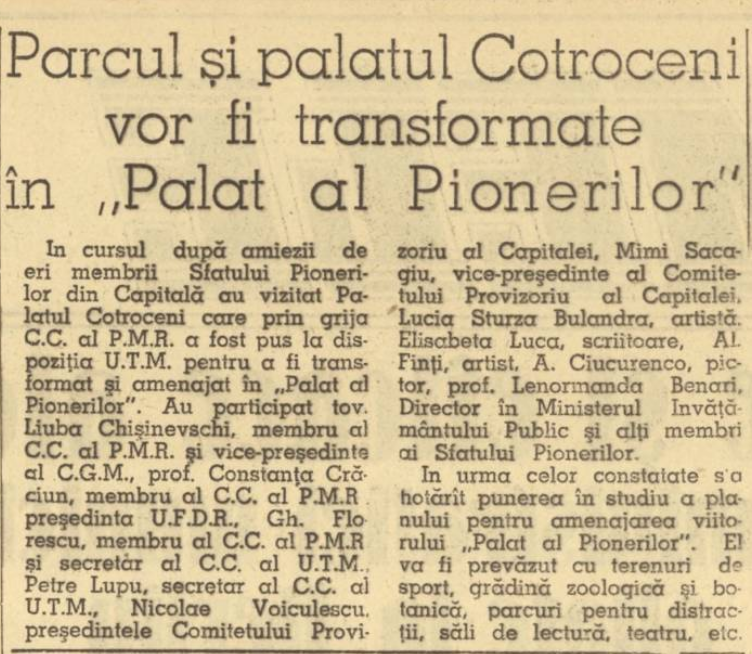 Parcul și palatul Cotroceni
vor fi transformate
în „Palat al Pionerilor"
In cursul după amiezii de
eri membrii Sfatului Pioneri-
lor din Capitală au vizitat Pa-
latul Cotroceni care prin grija
C.C. al P.M.R. a fost pus la dis-
poziția U.T.M. pentru a fi trans-
format și amenajat în „Palat al
Pionerilor". Au participat tov.
Liuba Chișinevschi, membru al
C.C. al P.M.R. și vice-președinte
al C.G.M., prof. Constanța Cră-
ciun, membru al C.C. al P.M.R.
președinta U.F.D.R., Gh. Flo-
rescu, membru al C.C. al P.M.R
și secretar al C.C. al U.T.M.,
Petre Lupu, secretar al C.C. al
U.T.M., Nicolae Voiculescu,
președintele Comitetului Provi-
zoriu al Capitalei, Mimi Saca-
giu, vice-președinte al Comite-
tului Provizoriu al Capitalei,
Lucia Sturza Bulandra, artistă,
Elisabeta Luca, scriitoare, Al.
Finți, artist, A. Ciucurenco, pic-
tor, prof. Lenormanda Benari,
Director în Ministerul Invăță-
mântului Public și alți membri
ai Sfatului Pionerilor.
In urma celor constatate s'a
hotărît punerea în studiu a pla-
nului pentru amenajarea viito-
rului „Palat al Pionerilor". El
va fi prevăzut cu terenuri de
sport, grădină zoologică și bo-
tanică, parcuri pentru distrac-
ții, săli de lectură, teatru, etc.